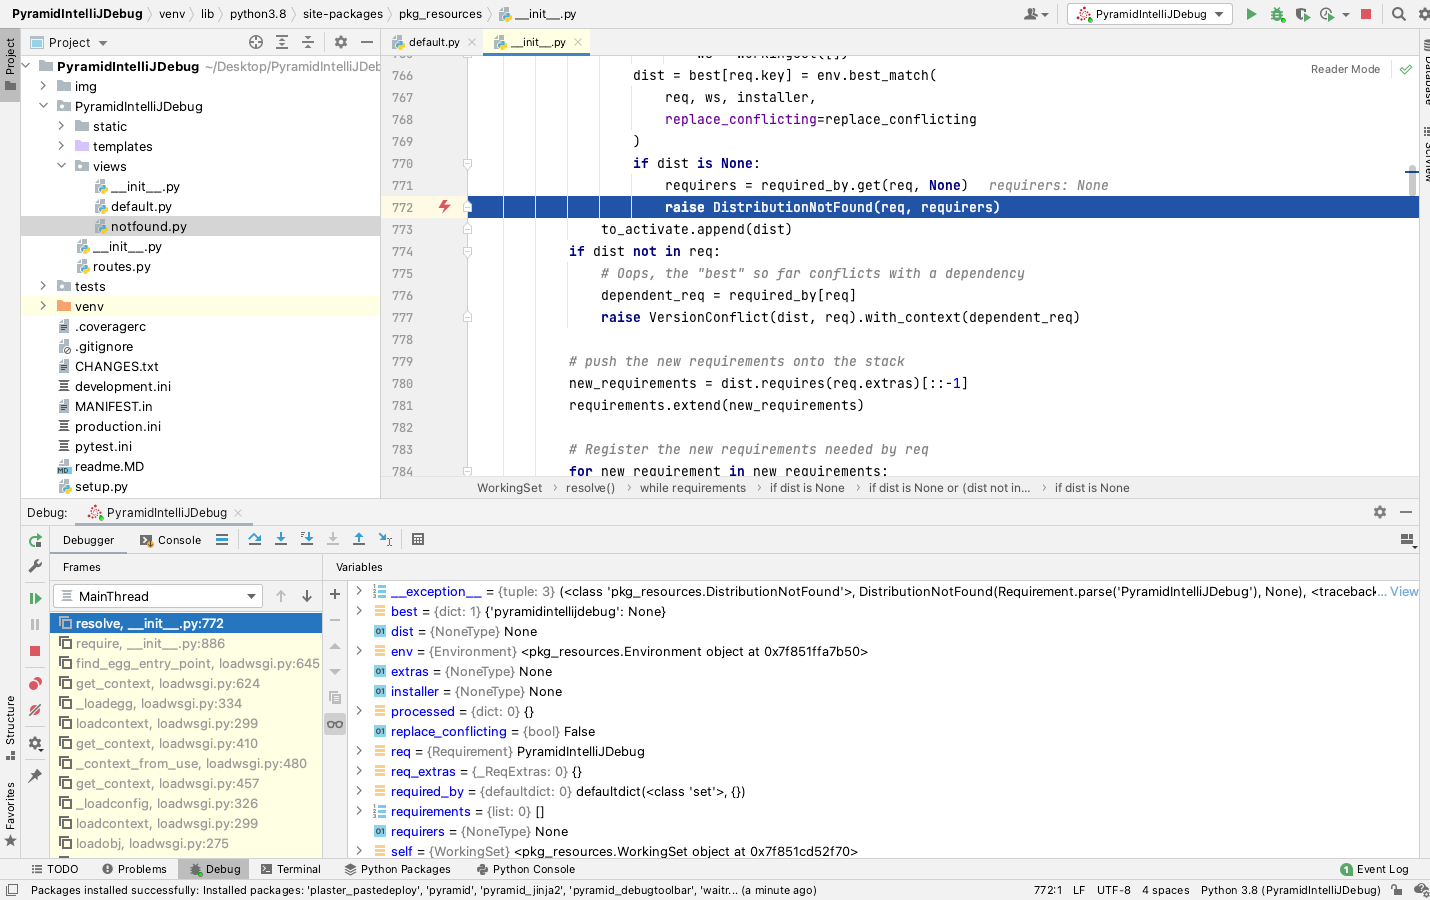 PyramidIntelliJDebug venv lib python3.8 site-packages pkg_resources __init__.py
PyramidIntelliJDebug
Project
default.py
__init__.py
Project
Structure
Favorites
Database
SciView
PyramidIntelliJDebug ~/Desktop/PyramidIntelliJDeb
img
PyramidIntelliJDebug
static
templates
views
__init__.py
default.py
notfound.py
__init__.py
routes.py
tests
venv
.coveragerc
.gitignore
CHANGES.txt
development.ini
MANIFEST.in
production.ini
pytest.ini
readme.MD
setup.py
Reader Mode
766 dist = best[req.key] = env.best_match(
767 req, ws, installer,
768 replace_conflicting=replace_conflicting
769 )
770 if dist is None:
771 requirers = required_by.get(req, None) requirers: None
772 raise DistributionNotFound(req, requirers)
773 to_activate.append(dist)
774 if dist not in req:
775 # Oops, the "best" so far conflicts with a dependency
776 dependent_req = required_by[req]
777 raise VersionConflict(dist, req).with_context(dependent_req)
778
779 # push the new requirements onto the stack
780 new_requirements = dist.requires(req.extras)[::-1]
781 requirements.extend(new_requirements)
782
783 # Register the new requirements needed by req
784 for new_requirement in new_requirements:
WorkingSet resolve() while requirements if dist is None if dist is None or (dist not in... if dist is None
Debug: PyramidIntelliJDebug
Debugger Console
Frames
Variables
MainThread
resolve, __init__.py:772
require, __init__.py:886
find_egg_entry_point, loadwsgi.py:645
get_context, loadwsgi.py:624
_loadegg, loadwsgi.py:334
loadcontext, loadwsgi.py:299
get_context, loadwsgi.py:410
_context_from_use, loadwsgi.py:480
get_context, loadwsgi.py:457
_loadconfig, loadwsgi.py:326
loadcontext, loadwsgi.py:299
loadobj, loadwsgi.py:275
__exception__ = {tuple: 3} (<class 'pkg_resources.DistributionNotFound'>, DistributionNotFound(Requirement.parse('PyramidIntelliJDebug'), None), <traceback... View
best = {dict: 1} {'pyramidintellijdebug': None}
01 dist = {NoneType} None
env = {Environment} <pkg_resources.Environment object at 0x7f851ffa7b50>
01 extras = {NoneType} None
01 installer = {NoneType} None
processed = {dict: 0} {}
01 replace_conflicting = {bool} False
req = {Requirement} PyramidIntelliJDebug
req_extras = {_ReqExtras: 0} {}
required_by = {defaultdict: 0} defaultdict(<class 'set'>, {})
requirements = {list: 0} []
01 requirers = {NoneType} None
self = {WorkingSet} <pkg_resources.WorkingSet object at 0x7f851cd52f70>
TODO Problems Debug Terminal Python Packages Python Console 1 Event Log
Packages installed successfully: Installed packages: 'plaster_pastedeploy', 'pyramid', 'pyramid_jinja2', 'pyramid_debugtoolbar', 'waitr... (a minute ago) 772:1 LF UTF-8 4 spaces Python 3.8 (PyramidIntelliJDebug)